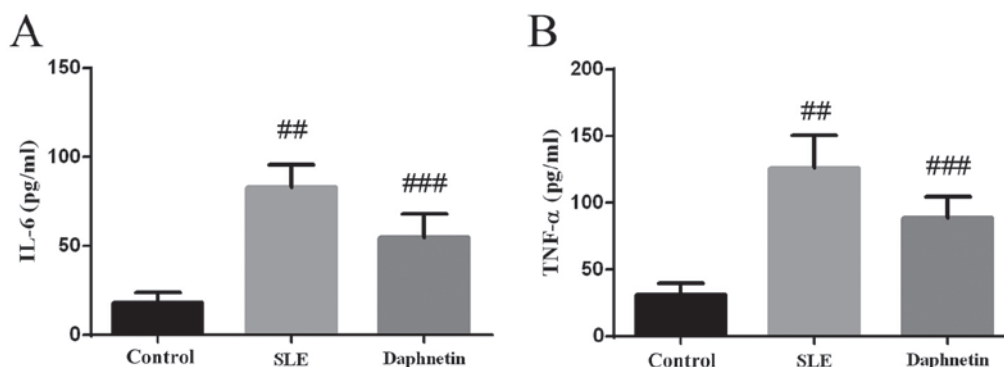 A
IL-6 (pg/ml)
150
100
50
0
##
###
Control
SLE
Daphnetin
B
TNF-α (pg/ml)
200
150
100
50
0
##
###
Control
SLE
Daphnetin